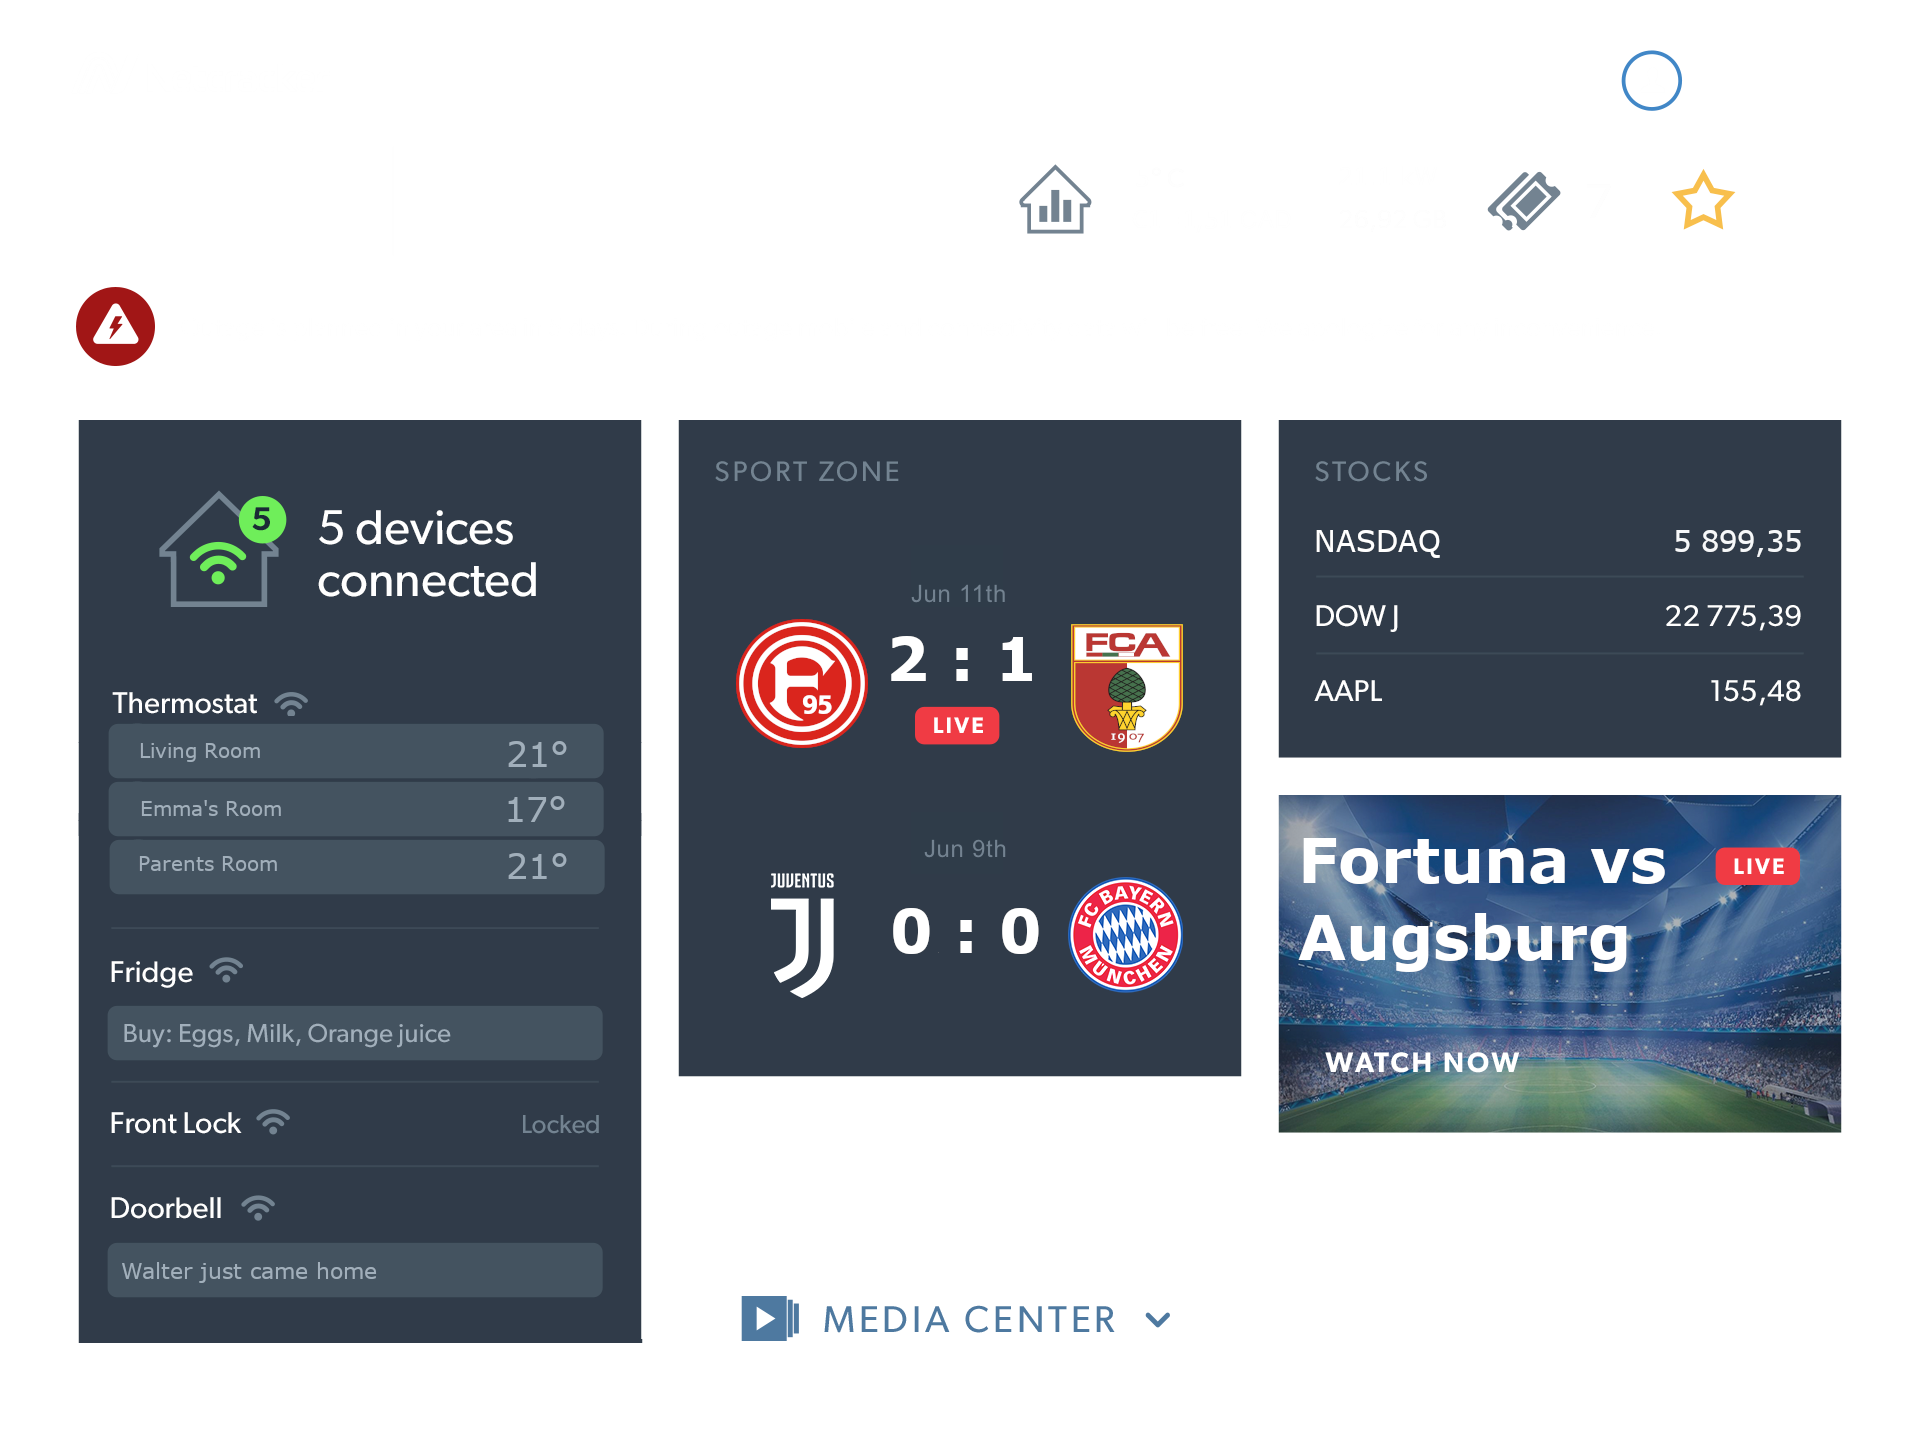 5
5 devices
connected
Thermostat
Living Room 21°
Emma's Room 17°
Parents Room 21°
Fridge
Buy: Eggs, Milk, Orange juice
Front Lock Locked
Doorbell
Walter just came home
SPORT ZONE
Jun 11th
F 95
2 : 1
FCA
1907
LIVE
Jun 9th
JUVENTUS
0 : 0
FC BAYERN
MÜNCHEN
STOCKS
NASDAQ 5 899,35
DOW J 22 775,39
AAPL 155,48
Fortuna vs
LIVE
Augsburg
WATCH NOW
MEDIA CENTER